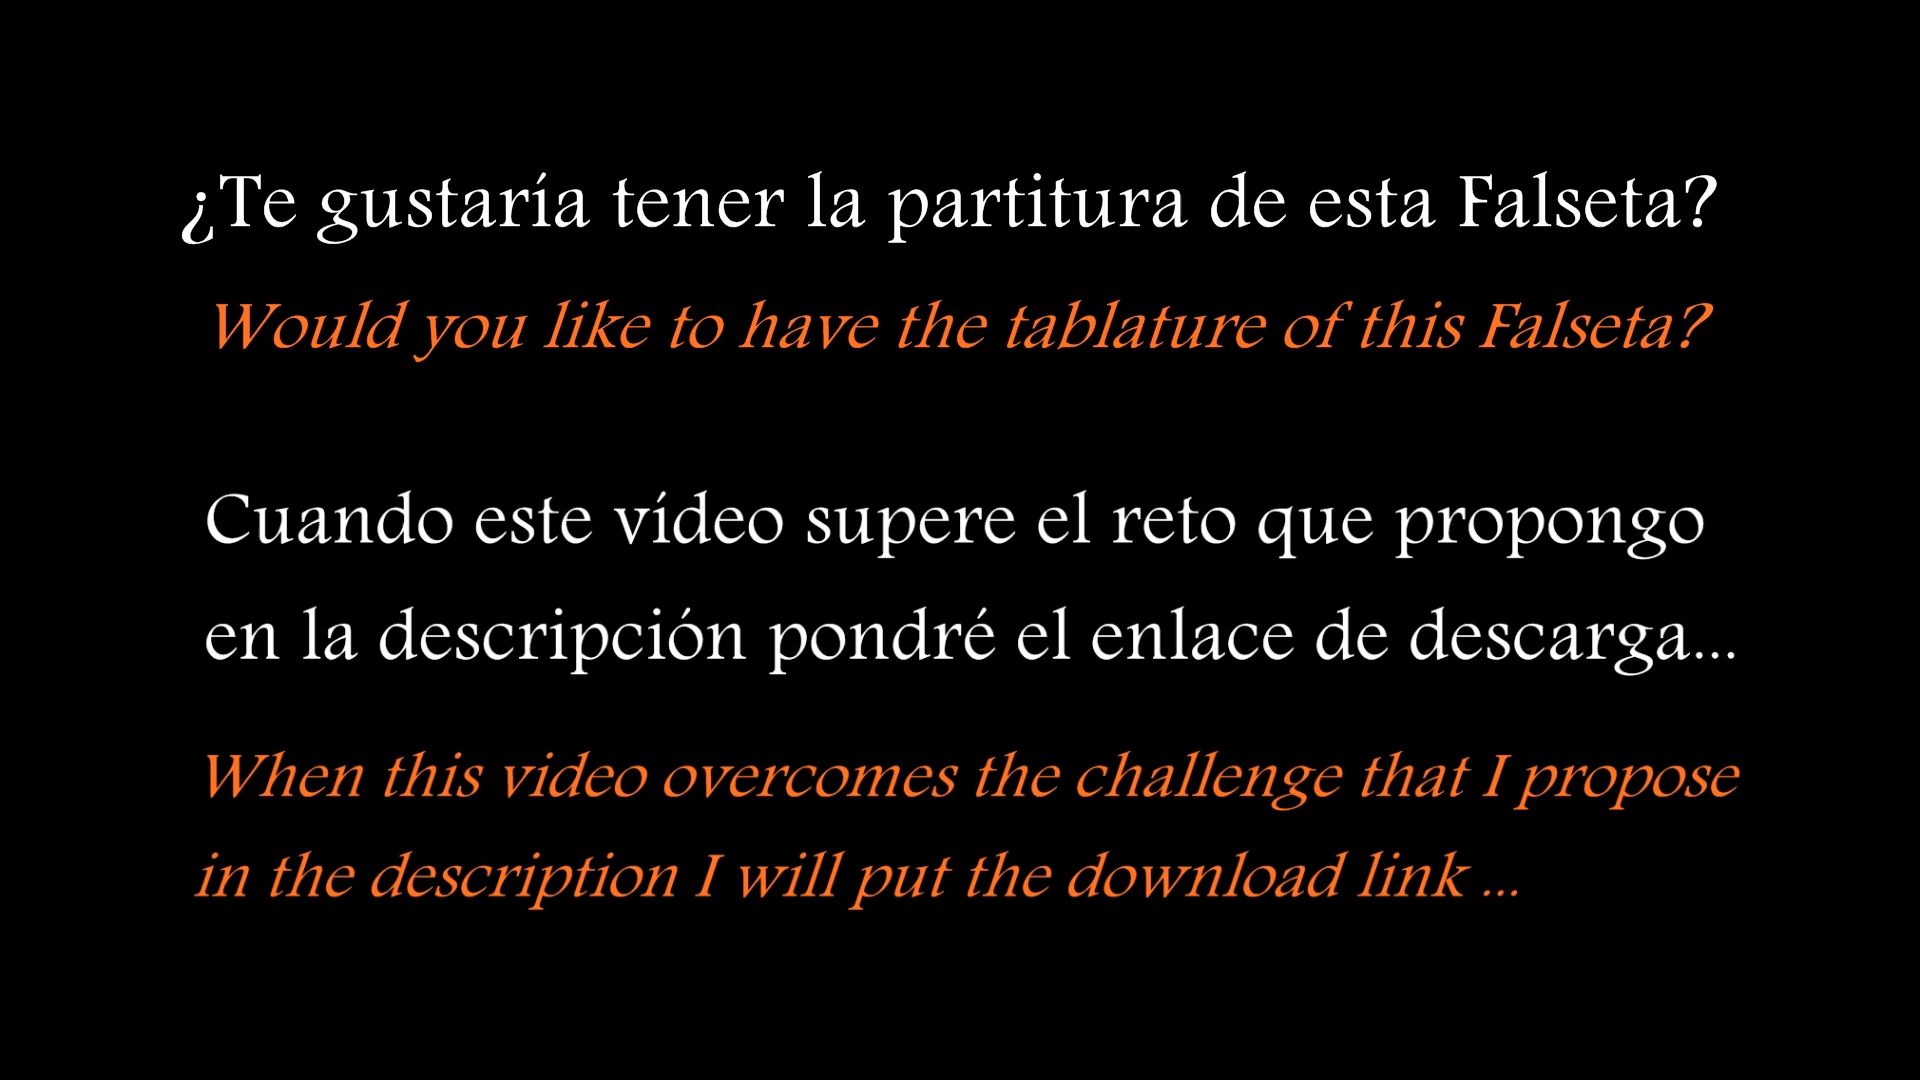 ¿Te gustaría tener la partitura de esta Falseta?
Would you like to have the tablature of this Falseta?
Cuando este vídeo supere el reto que propongo
en la descripción pondré el enlace de descarga...
When this video overcomes the challenge that I propose
in the description I will put the download link ...